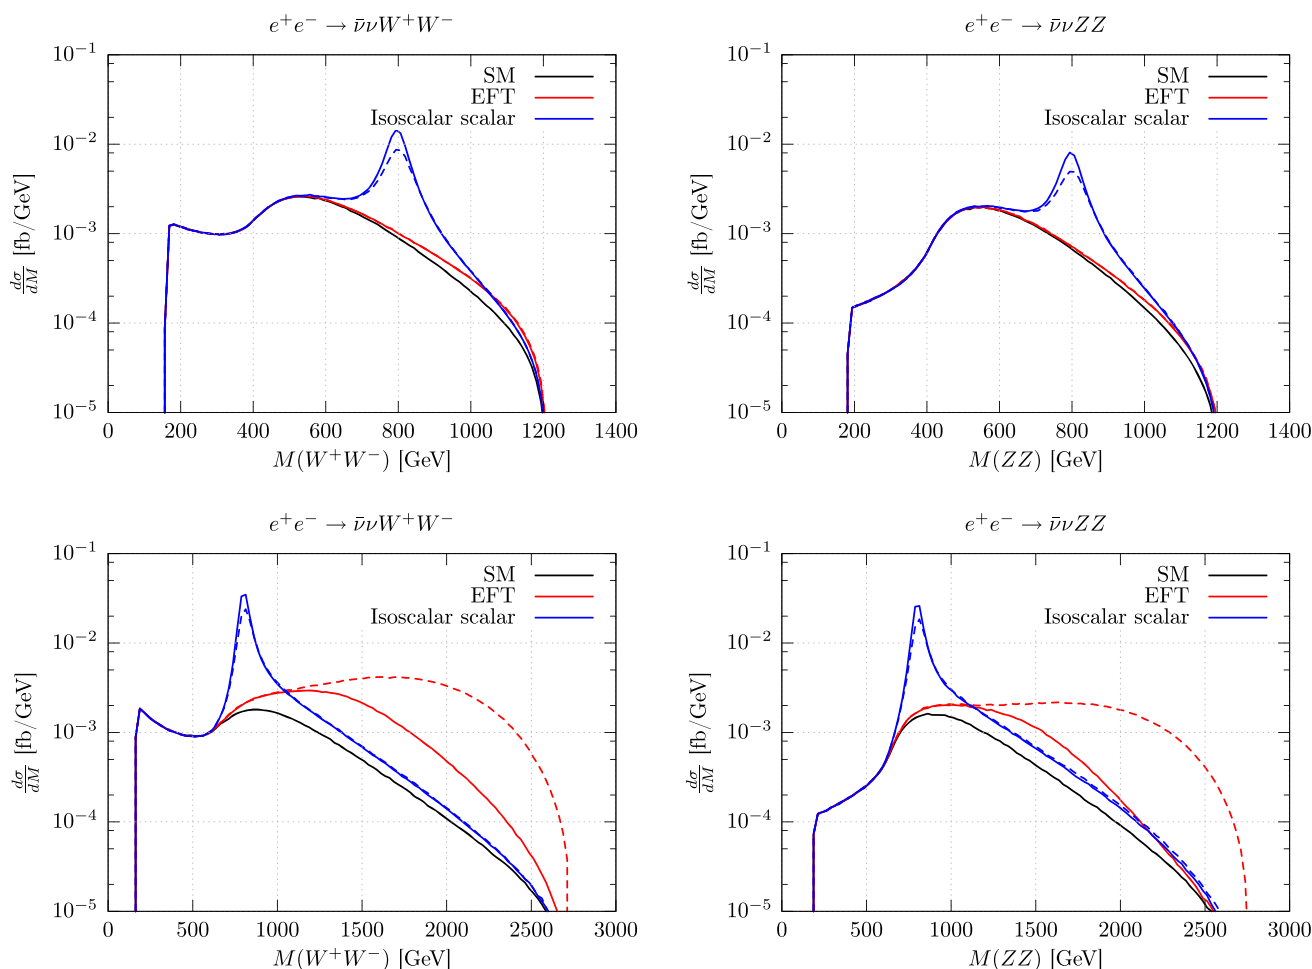 e⁺e⁻ → ν̄νW⁺W⁻
10⁻¹
10⁻²
10⁻³
10⁻⁴
10⁻⁵
dσ/dM [fb/GeV]
SM
EFT
Isoscalar scalar
0 200 400 600 800 1000 1200 1400
M(W⁺W⁻) [GeV]
e⁺e⁻ → ν̄νZZ
10⁻¹
10⁻²
10⁻³
10⁻⁴
10⁻⁵
dσ/dM [fb/GeV]
SM
EFT
Isoscalar scalar
0 200 400 600 800 1000 1200 1400
M(ZZ) [GeV]
e⁺e⁻ → ν̄νW⁺W⁻
10⁻¹
10⁻²
10⁻³
10⁻⁴
10⁻⁵
dσ/dM [fb/GeV]
SM
EFT
Isoscalar scalar
0 500 1000 1500 2000 2500 3000
M(W⁺W⁻) [GeV]
e⁺e⁻ → ν̄νZZ
10⁻¹
10⁻²
10⁻³
10⁻⁴
10⁻⁵
dσ/dM [fb/GeV]
SM
EFT
Isoscalar scalar
0 500 1000 1500 2000 2500 3000
M(ZZ) [GeV]